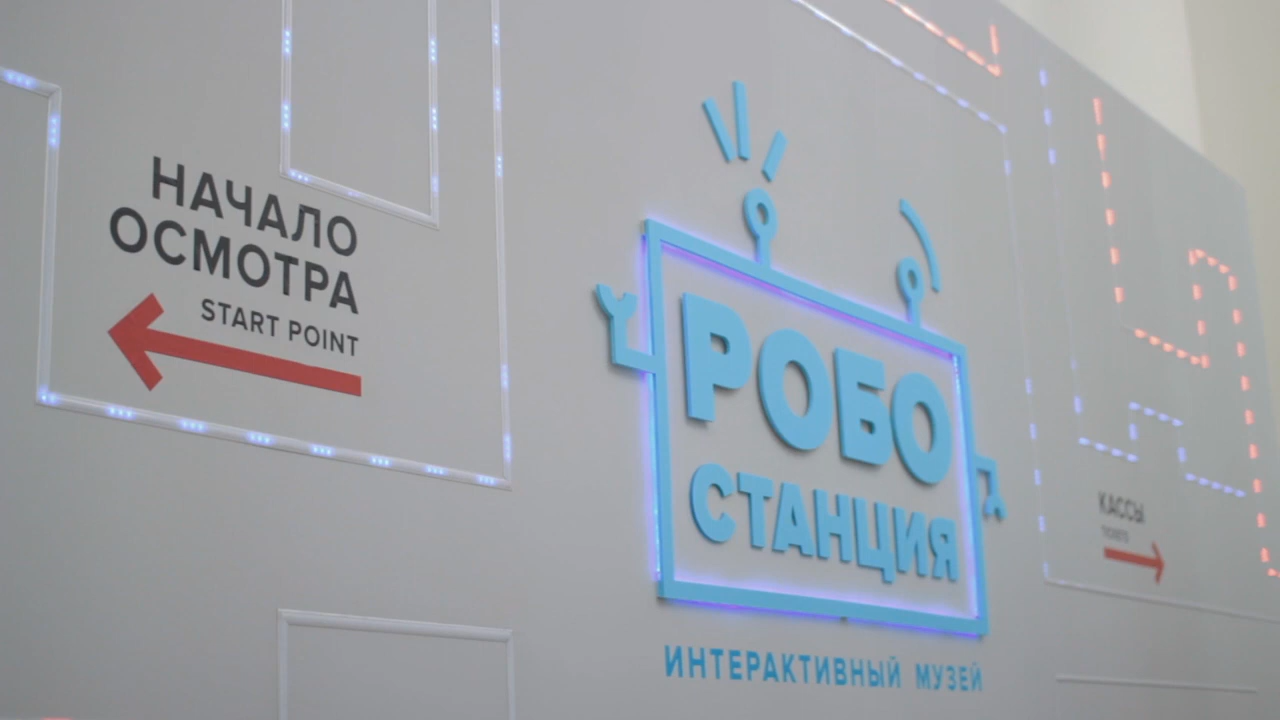 НАЧАЛО
ОСМОТРА
START POINT
РОБО
СТАНЦИЯ
ИНТЕРАКТИВНЫЙ МУЗЕЙ
КАССЫ